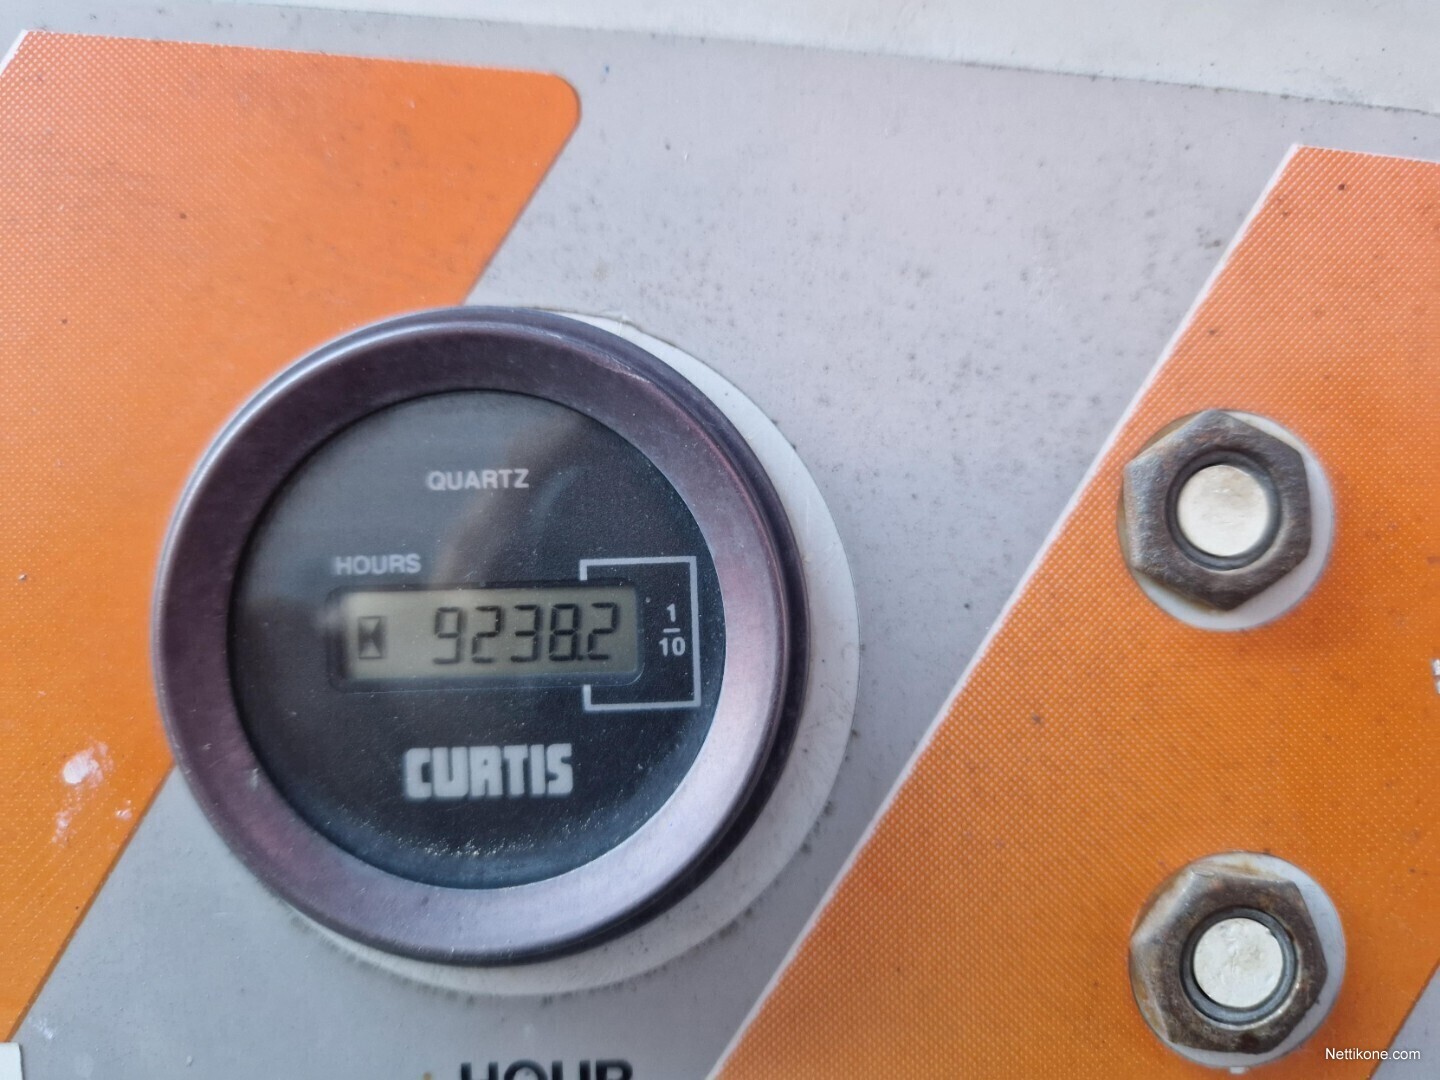 QUARTZ
HOURS
9238.2
1
10
CURTIS
HOUR
Nettikone.com